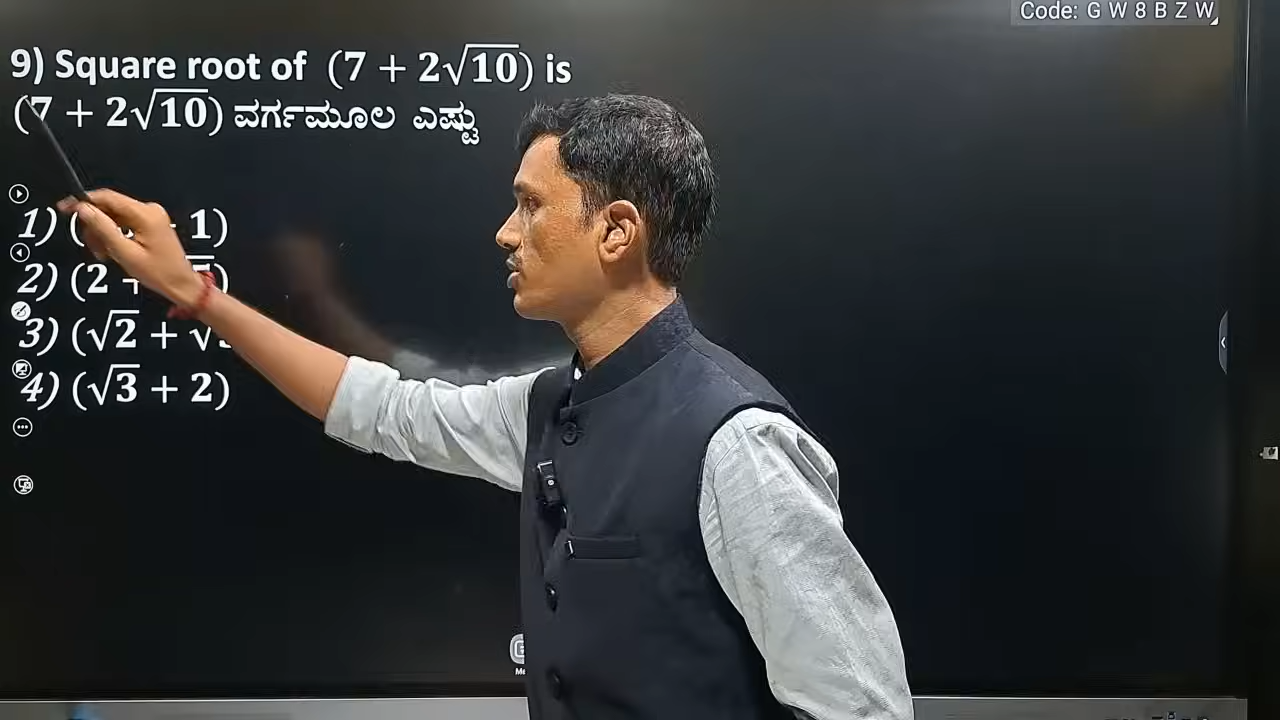 Code: G W 8 B Z W
9) Square root of (7 + 2√10) is
(7 + 2√10) ವರ್ಗಮೂಲ ಎಷ್ಟು
1) ( 1)
2) (2 + )
3) (√2 + √
4) (√3 + 2)